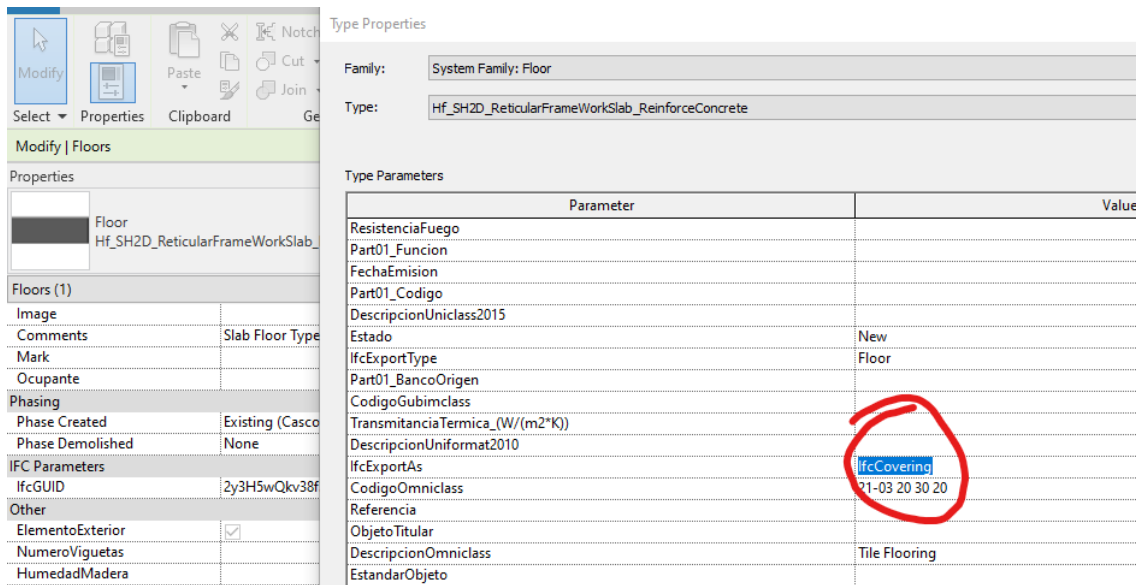 Type Properties
Notch
Cut
Join
Modify
Paste
Select
Properties
Clipboard
Ge
Modify | Floors
Properties
Floor
Hf_SH2D_ReticularFrameWorkSlab_
Floors (1)
Image
Comments Slab Floor Type
Mark
Ocupante
Phasing
Phase Created Existing (Casco
Phase Demolished None
IFC Parameters
IfcGUID 2y3H5wQkv38f
Other
ElementoExterior
NumeroViguetas
HumedadMadera
Family: System Family: Floor
Type: Hf_SH2D_ReticularFrameWorkSlab_ReinforceConcrete
Type Parameters
Parameter Value
ResistenciaFuego
Part01_Funcion
FechaEmision
Part01_Codigo
DescripcionUniclass2015
Estado New
IfcExportType Floor
Part01_BancoOrigen
CodigoGubimclass
TransmitanciaTermica_(W/(m2*K))
DescripcionUniformat2010
IfcExportAs IfcCovering
CodigoOmniclass 21-03 20 30 20
Referencia
ObjetoTitular
DescripcionOmniclass Tile Flooring
EstandarObjeto